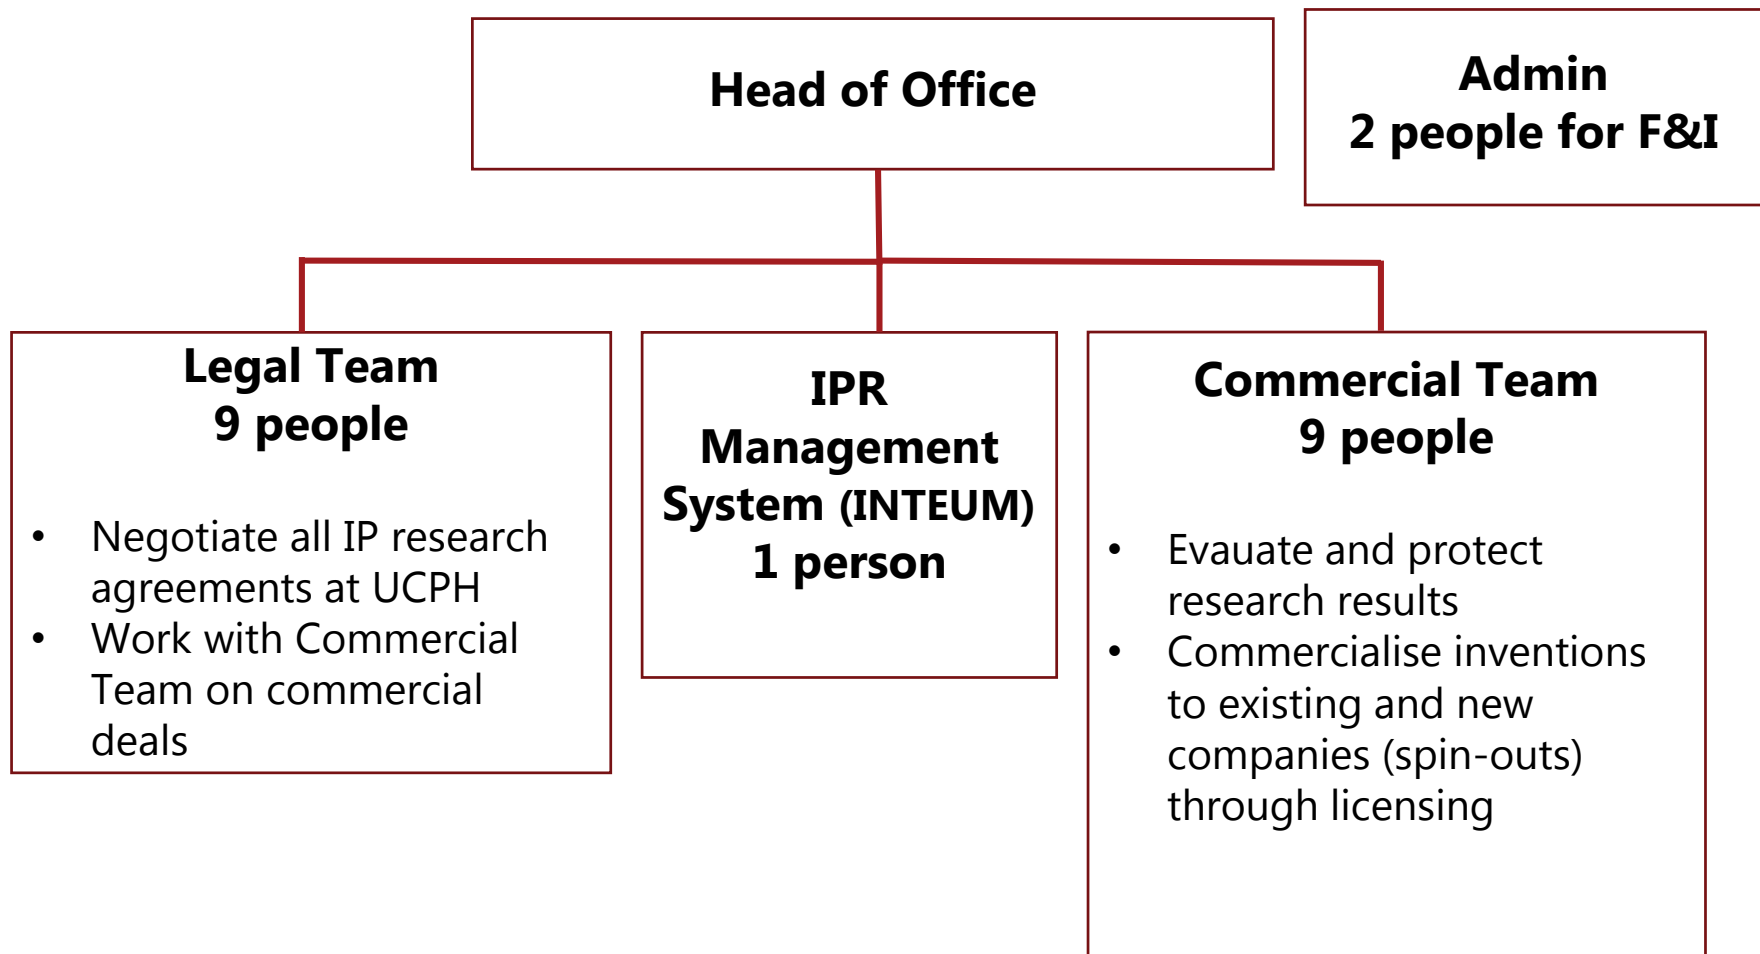 Head of Office
Admin
2 people for F&I
Legal Team
9 people
• Negotiate all IP research
agreements at UCPH
• Work with Commercial
Team on commercial
deals
IPR
Management
System (INTEUM)
1 person
Commercial Team
9 people
• Evauate and protect
research results
• Commercialise inventions
to existing and new
companies (spin-outs)
through licensing